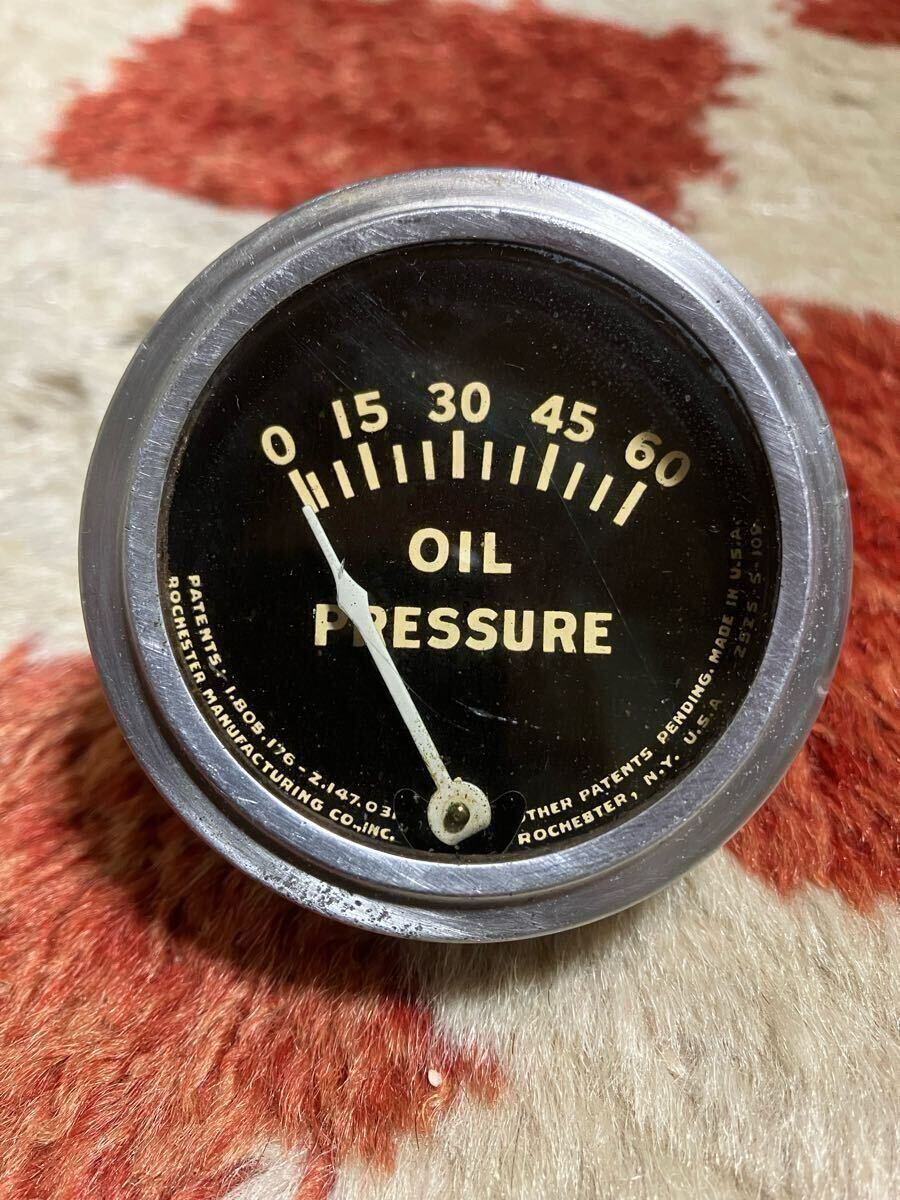 0 15 30 45 60
OIL
PRESSURE
PATENTS: 1.805.176 - 2.147.03
OTHER PATENTS PENDING. MADE IN U.S.A.
ROCHESTER MANUFACTURING CO.,INC.
ROCHESTER, N.Y. U.S.A